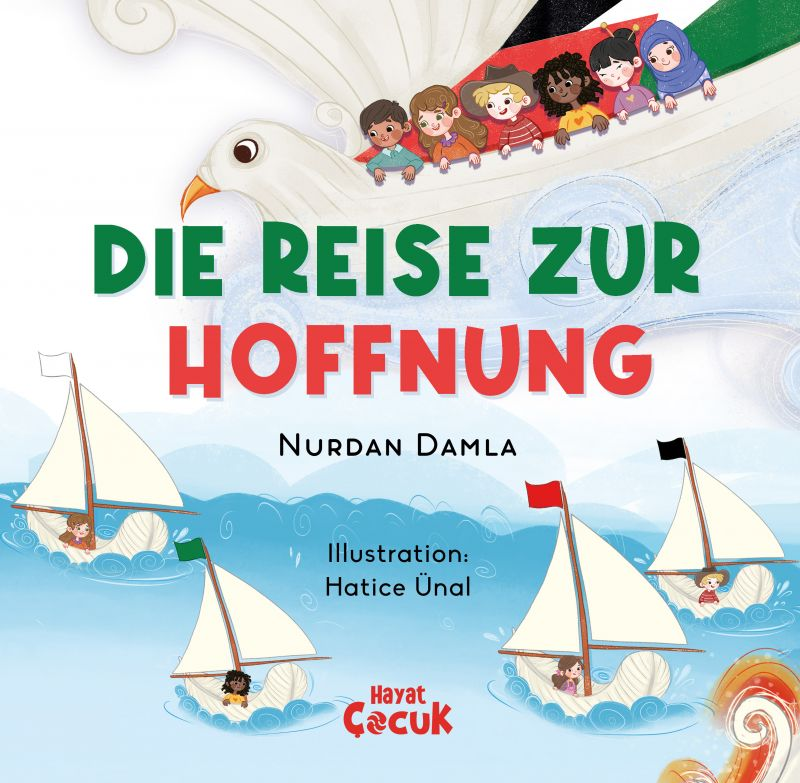 DIE REISE ZUR
HOFFNUNG
NURDAN DAMLA
Illustration:
Hatice Ünal
Hayat
Çocuk